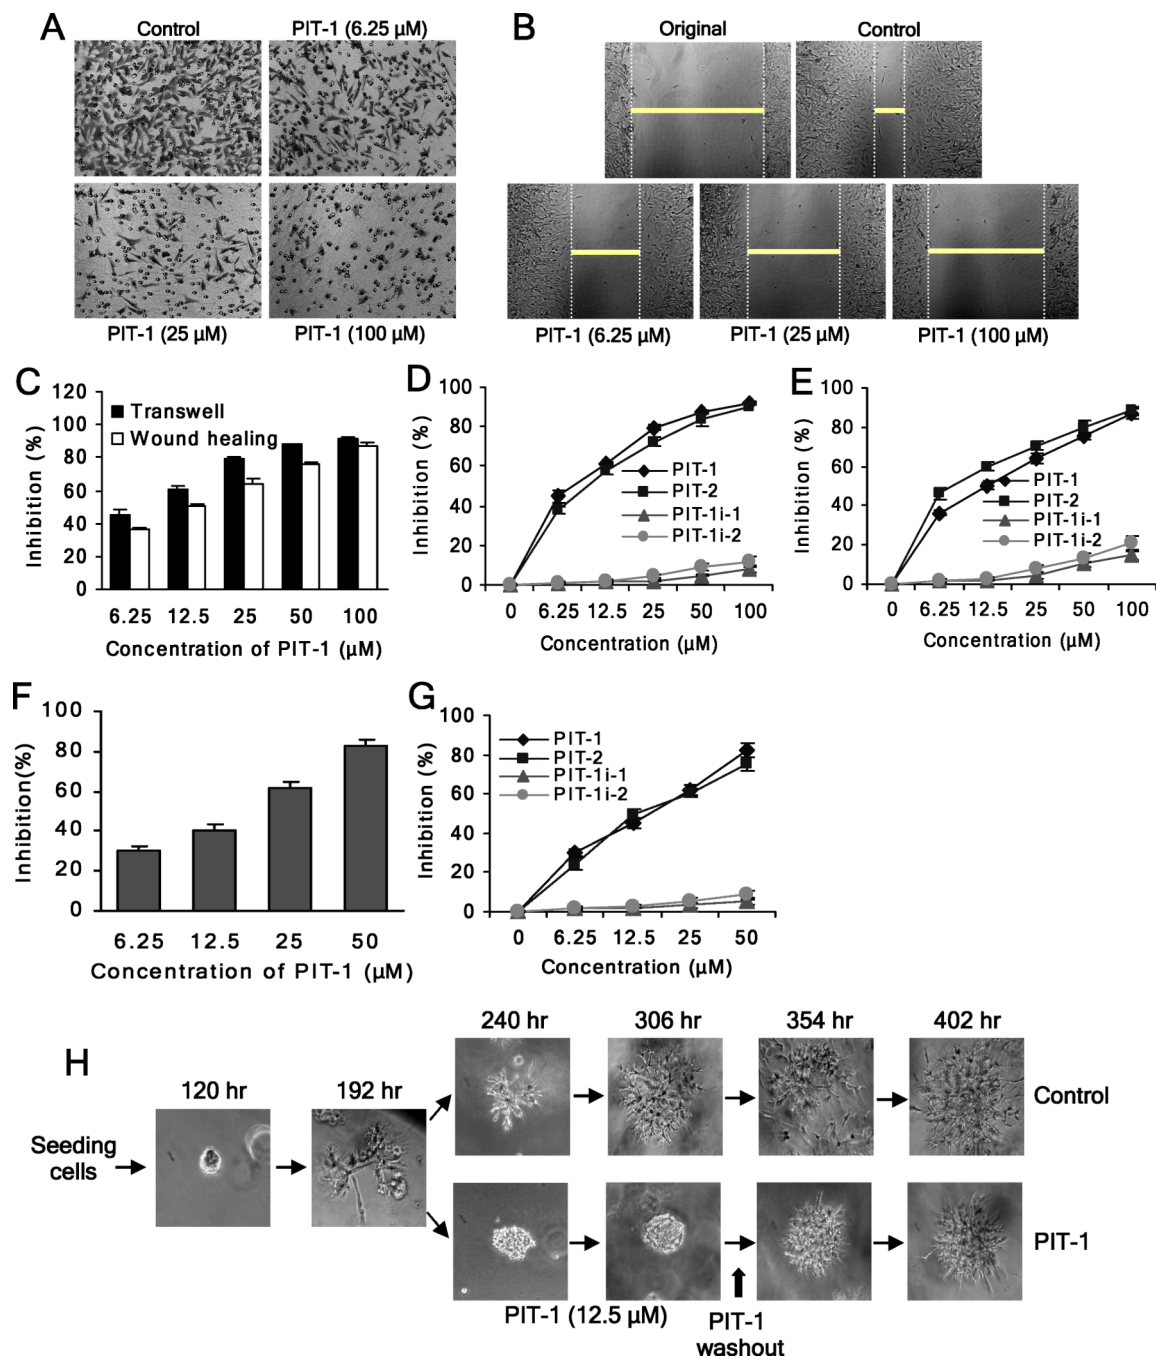 A
Control
PIT-1 (6.25 µM)
PIT-1 (25 µM)
PIT-1 (100 µM)
B
Original
Control
PIT-1 (6.25 µM)
PIT-1 (25 µM)
PIT-1 (100 µM)
C
120
100
80
60
40
20
0
Inhibition (%)
Transwell
Wound healing
6.25
12.5
25
50
100
Concentration of PIT-1 (µM)
D
100
80
60
40
20
0
Inhibition (%)
PIT-1
PIT-2
PIT-1i-1
PIT-1i-2
0
6.25
12.5
25
50
100
Concentration (µM)
E
100
80
60
40
20
0
Inhibition (%)
PIT-1
PIT-2
PIT-1i-1
PIT-1i-2
0
6.25
12.5
25
50
100
Concentration (µM)
F
100
80
60
40
20
0
Inhibition(%)
6.25
12.5
25
50
Concentration of PIT-1 (µM)
G
100
80
60
40
20
0
Inhibition (%)
PIT-1
PIT-2
PIT-1i-1
PIT-1i-2
0
6.25
12.5
25
50
Concentration (µM)
H
Seeding
cells
120 hr
192 hr
240 hr
306 hr
354 hr
402 hr
Control
PIT-1
PIT-1 (12.5 µM)
PIT-1
washout